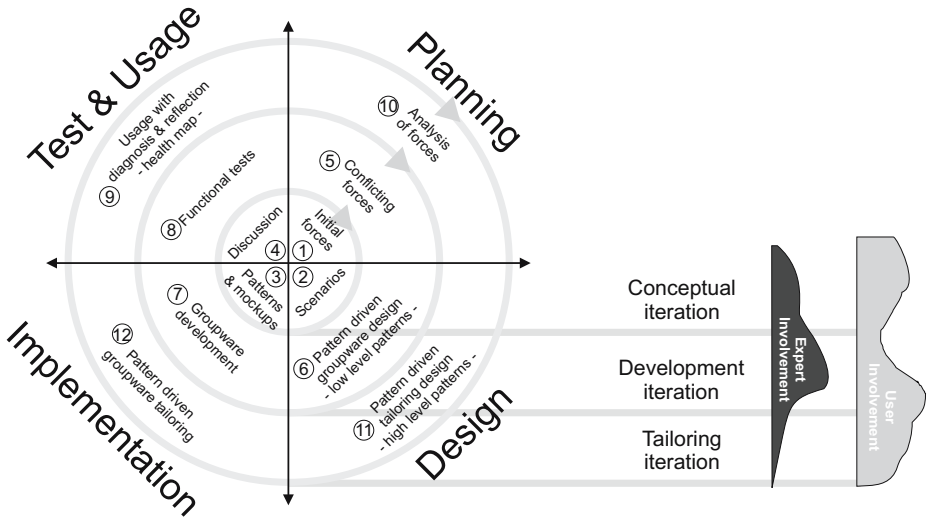 Test & Usage
Planning
Implementation
Design
① Initial
forces
② Scenarios
③ Patterns
& mockups
④ Discussion
⑤ Conflicting
forces
⑥ Pattern driven
groupware design
- low level patterns -
⑦ Groupware
development
⑧ Functional tests
⑨ Usage with
diagnosis & reflection
- health map -
⑩ Analysis
of forces
⑪ Pattern driven
tailoring design
- high level patterns -
⑫ Pattern driven
groupware tailoring
Conceptual
iteration
Development
iteration
Tailoring
iteration
Expert
Involvement
User
Involvement